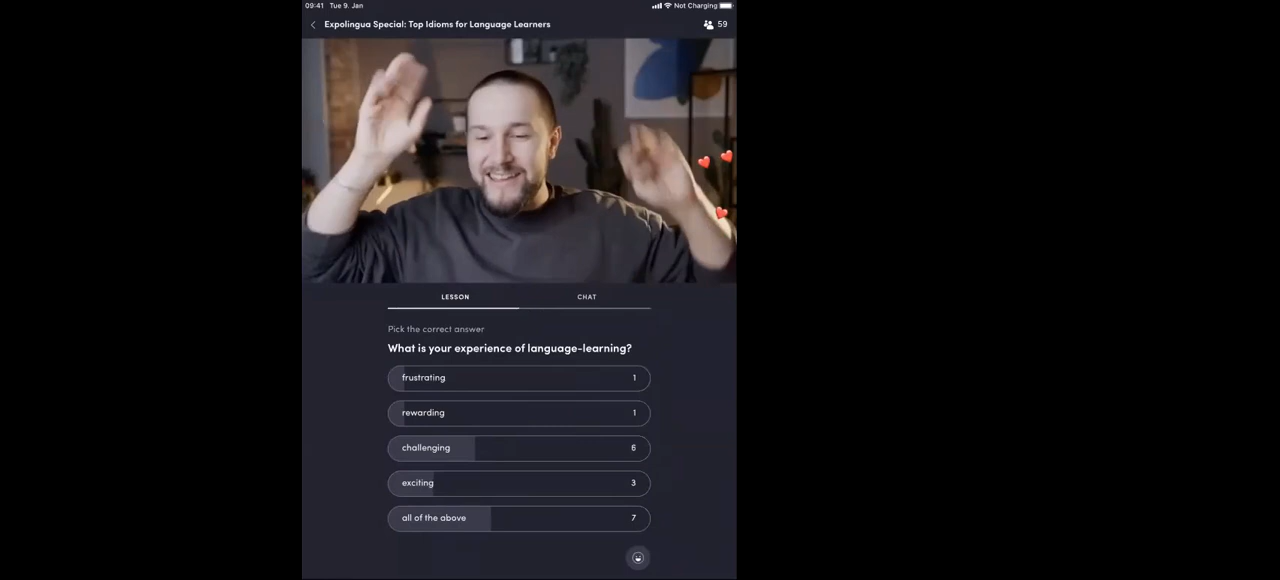 09:41 Tue 9. Jan Not Charging
Expolingua Special: Top Idioms for Language Learners 59
LESSON CHAT
Pick the correct answer
What is your experience of language-learning?
frustrating 1
rewarding 1
challenging 6
exciting 3
all of the above 7